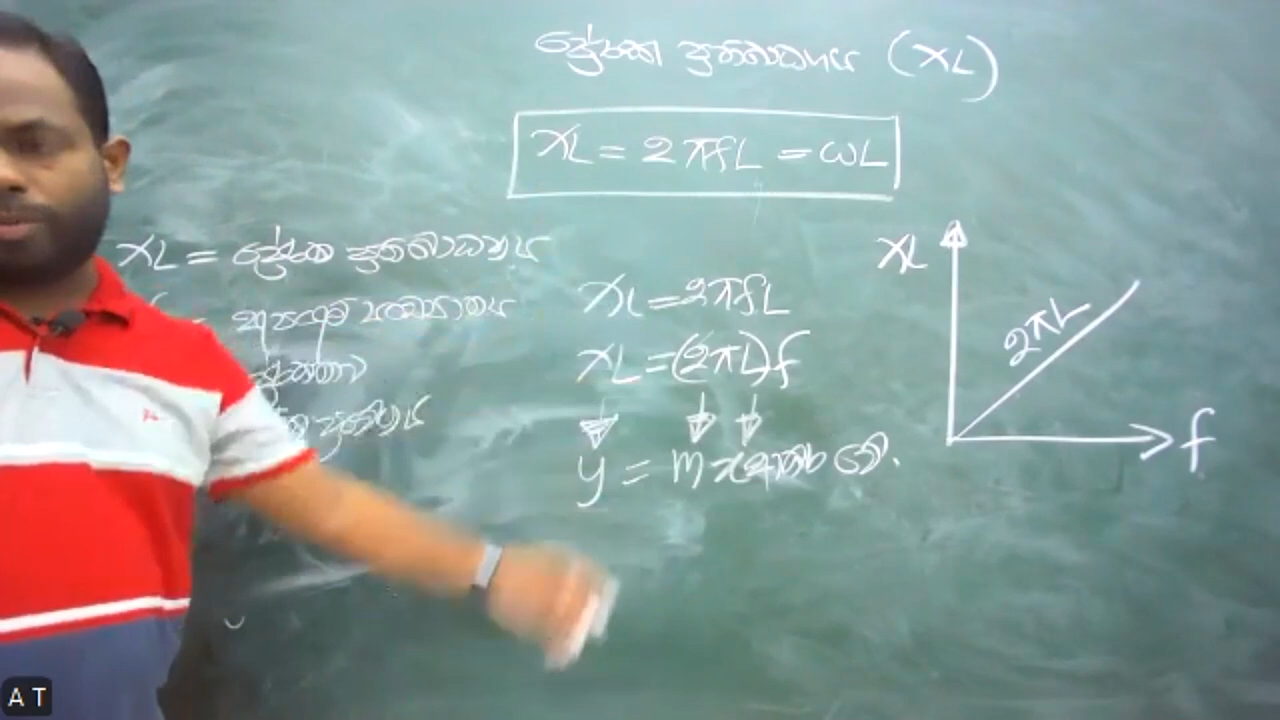 ප්‍රේරක ප්‍රතිබාධනය (XL)
XL = 2πfL = ωL
XL = ප්‍රේරක ප්‍රතිබාධනය
XL = 2πfL
XL = (2πL)f
y = mx ආකාර වේ.
XL
2πL
f
A T